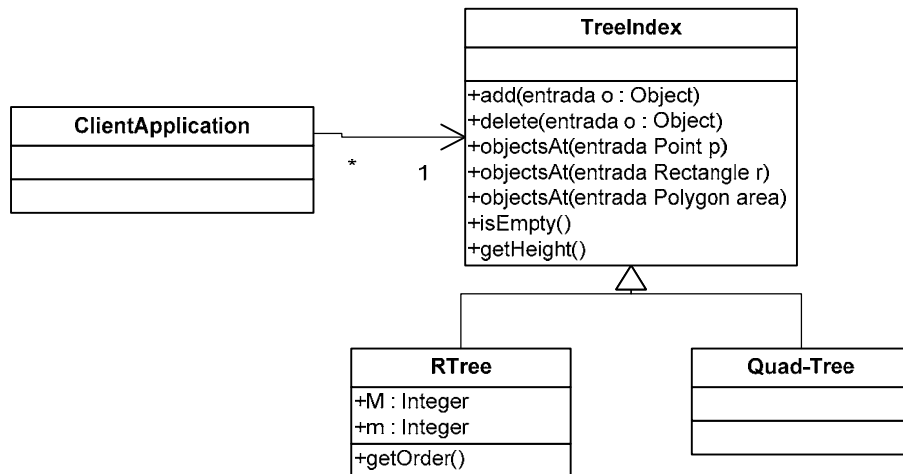 TreeIndex
+add(entrada o : Object)
+delete(entrada o : Object)
+objectsAt(entrada Point p)
+objectsAt(entrada Rectangle r)
+objectsAt(entrada Polygon area)
+isEmpty()
+getHeight()
ClientApplication
*
1
RTree
+M : Integer
+m : Integer
+getOrder()
Quad-Tree